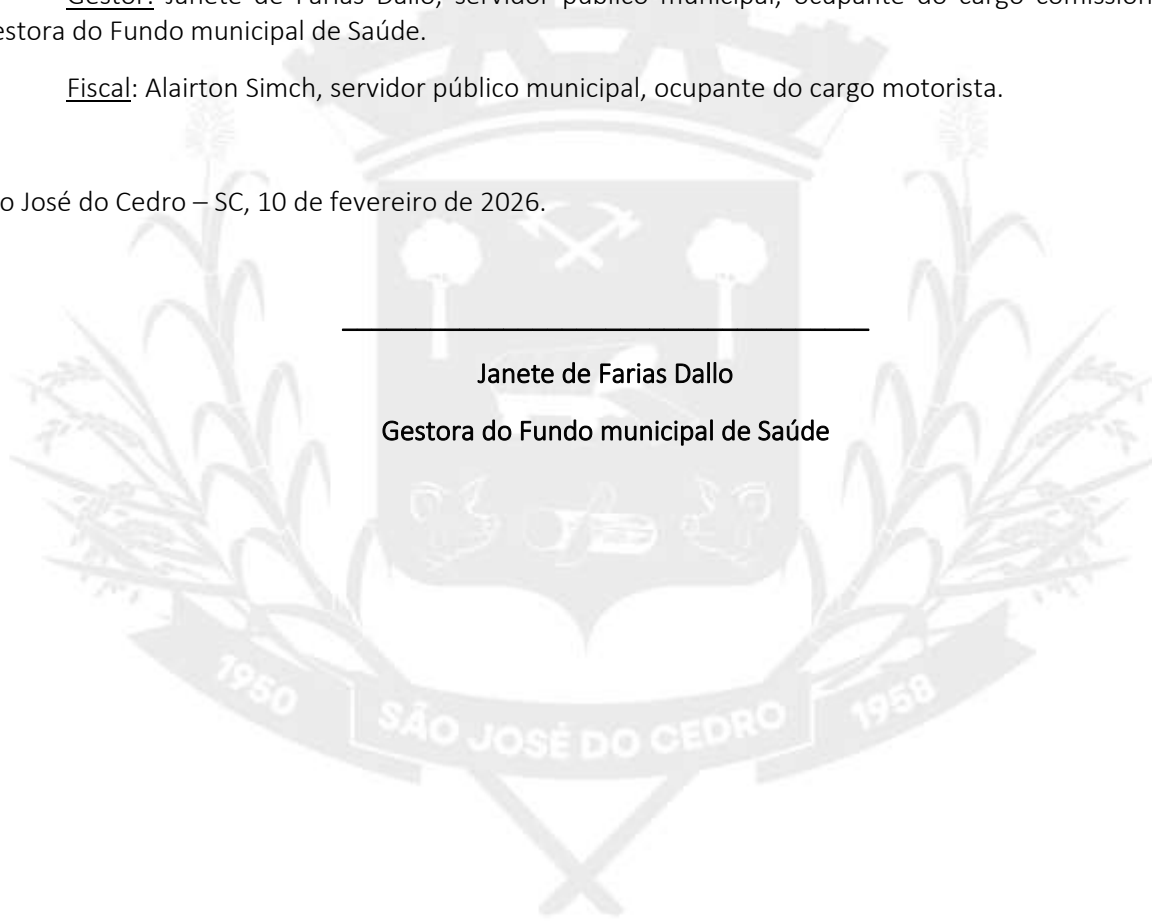 Gestor: Janete de Farias Dallo, servidor público municipal, ocupante do cargo comission
estora do Fundo municipal de Saúde.
Fiscal: Alairton Simch, servidor público municipal, ocupante do cargo motorista.
o José do Cedro – SC, 10 de fevereiro de 2026.
Janete de Farias Dallo
Gestora do Fundo municipal de Saúde
1950
SÃO JOSÉ DO CEDRO
1958